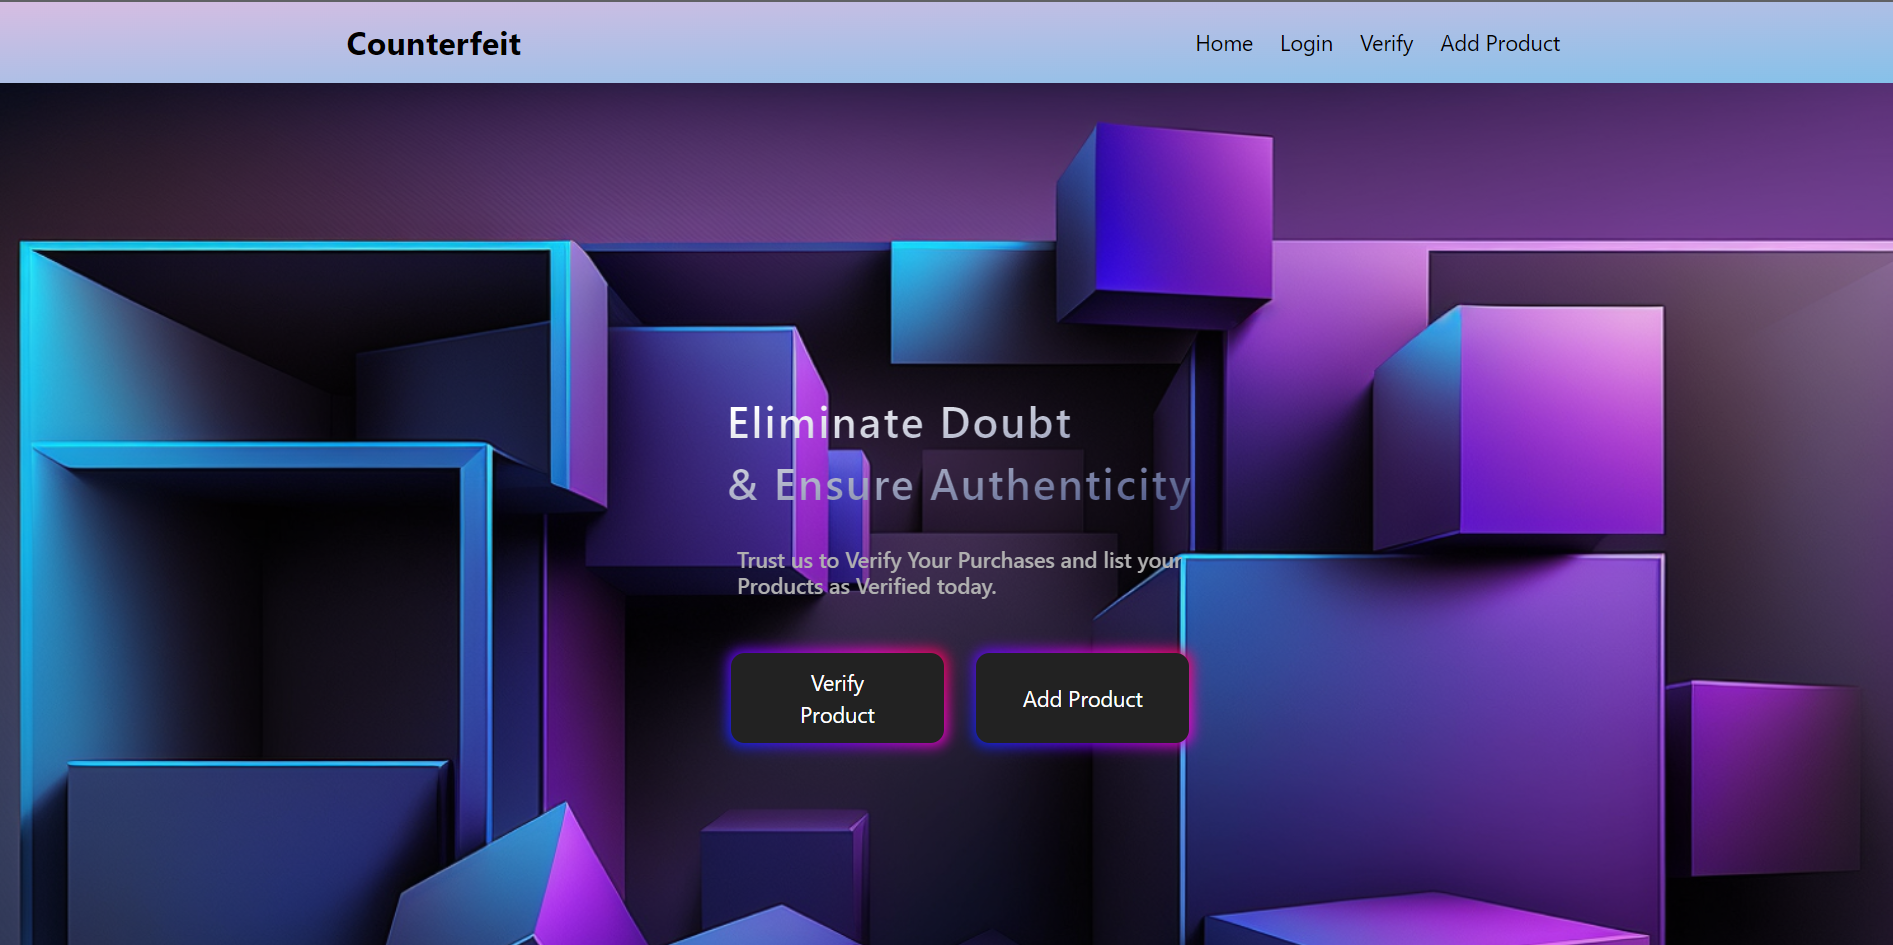 Counterfeit
Home Login Verify Add Product
Eliminate Doubt
& Ensure Authenticity
Trust us to Verify Your Purchases and list your
Products as Verified today.
Verify
Product
Add Product